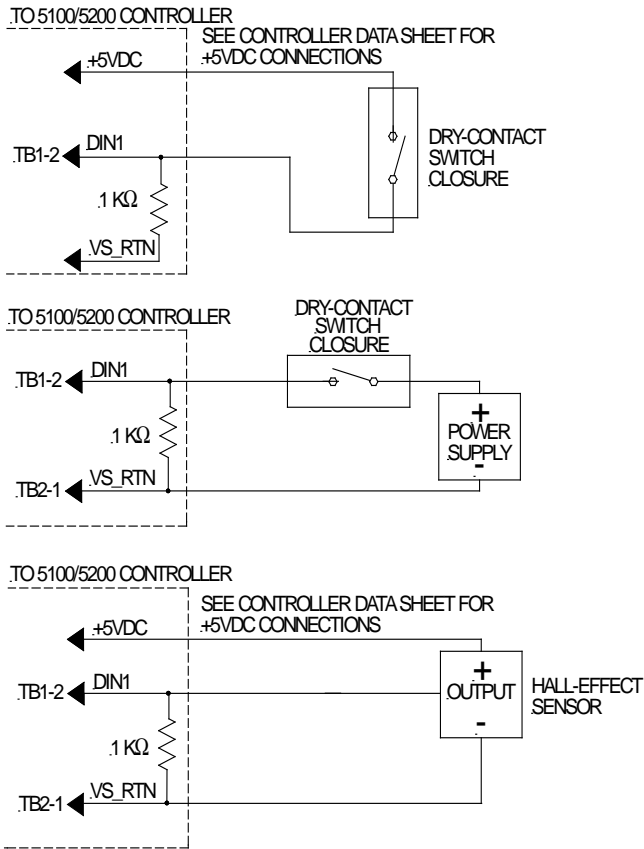 TO 5100/5200 CONTROLLER
SEE CONTROLLER DATA SHEET FOR
+5VDC CONNECTIONS
+5VDC
TB1-2
DIN1
DRY-CONTACT
SWITCH
CLOSURE
1 KΩ
VS_RTN
TO 5100/5200 CONTROLLER
DRY-CONTACT
SWITCH
CLOSURE
TB1-2
DIN1
+
POWER
SUPPLY
-
1 KΩ
TB2-1
VS_RTN
TO 5100/5200 CONTROLLER
SEE CONTROLLER DATA SHEET FOR
+5VDC CONNECTIONS
+5VDC
TB1-2
DIN1
+
OUTPUT
-
HALL-EFFECT
SENSOR
1 KΩ
TB2-1
VS_RTN